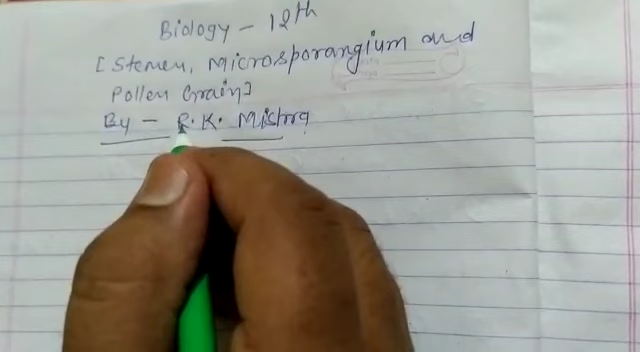 Biology - 12th
[Stemen, Microsporangium and
Pollen Grain]
By - R.K. Mishra